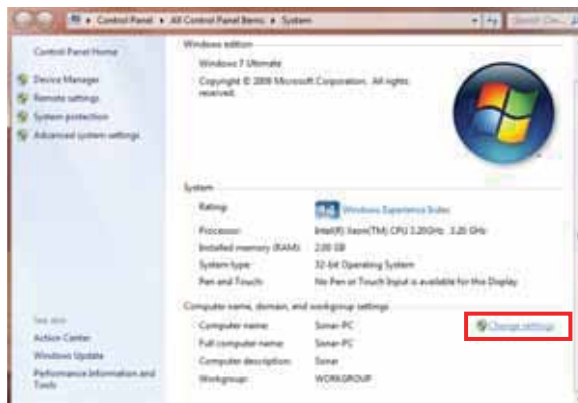 Control Panel ▸ All Control Panel Items ▸ System
Control Panel Home
Device Manager
Remote settings
System protection
Advanced system settings
Windows edition
Windows 7 Ultimate
Copyright © 2009 Microsoft Corporation. All rights
reserved.
System
Rating:
Windows Experience Index
Processor: Intel(R) Xeon(TM) CPU 3.20GHz 3.20 GHz
Installed memory (RAM): 2.00 GB
System type: 32-bit Operating System
Pen and Touch: No Pen or Touch Input is available for this Display
Computer name, domain, and workgroup settings
Computer name: Sonar-PC
Change settings
Full computer name: Sonar-PC
Computer description: Sonar
Workgroup: WORKGROUP
See also
Action Center
Windows Update
Performance Information and
Tools